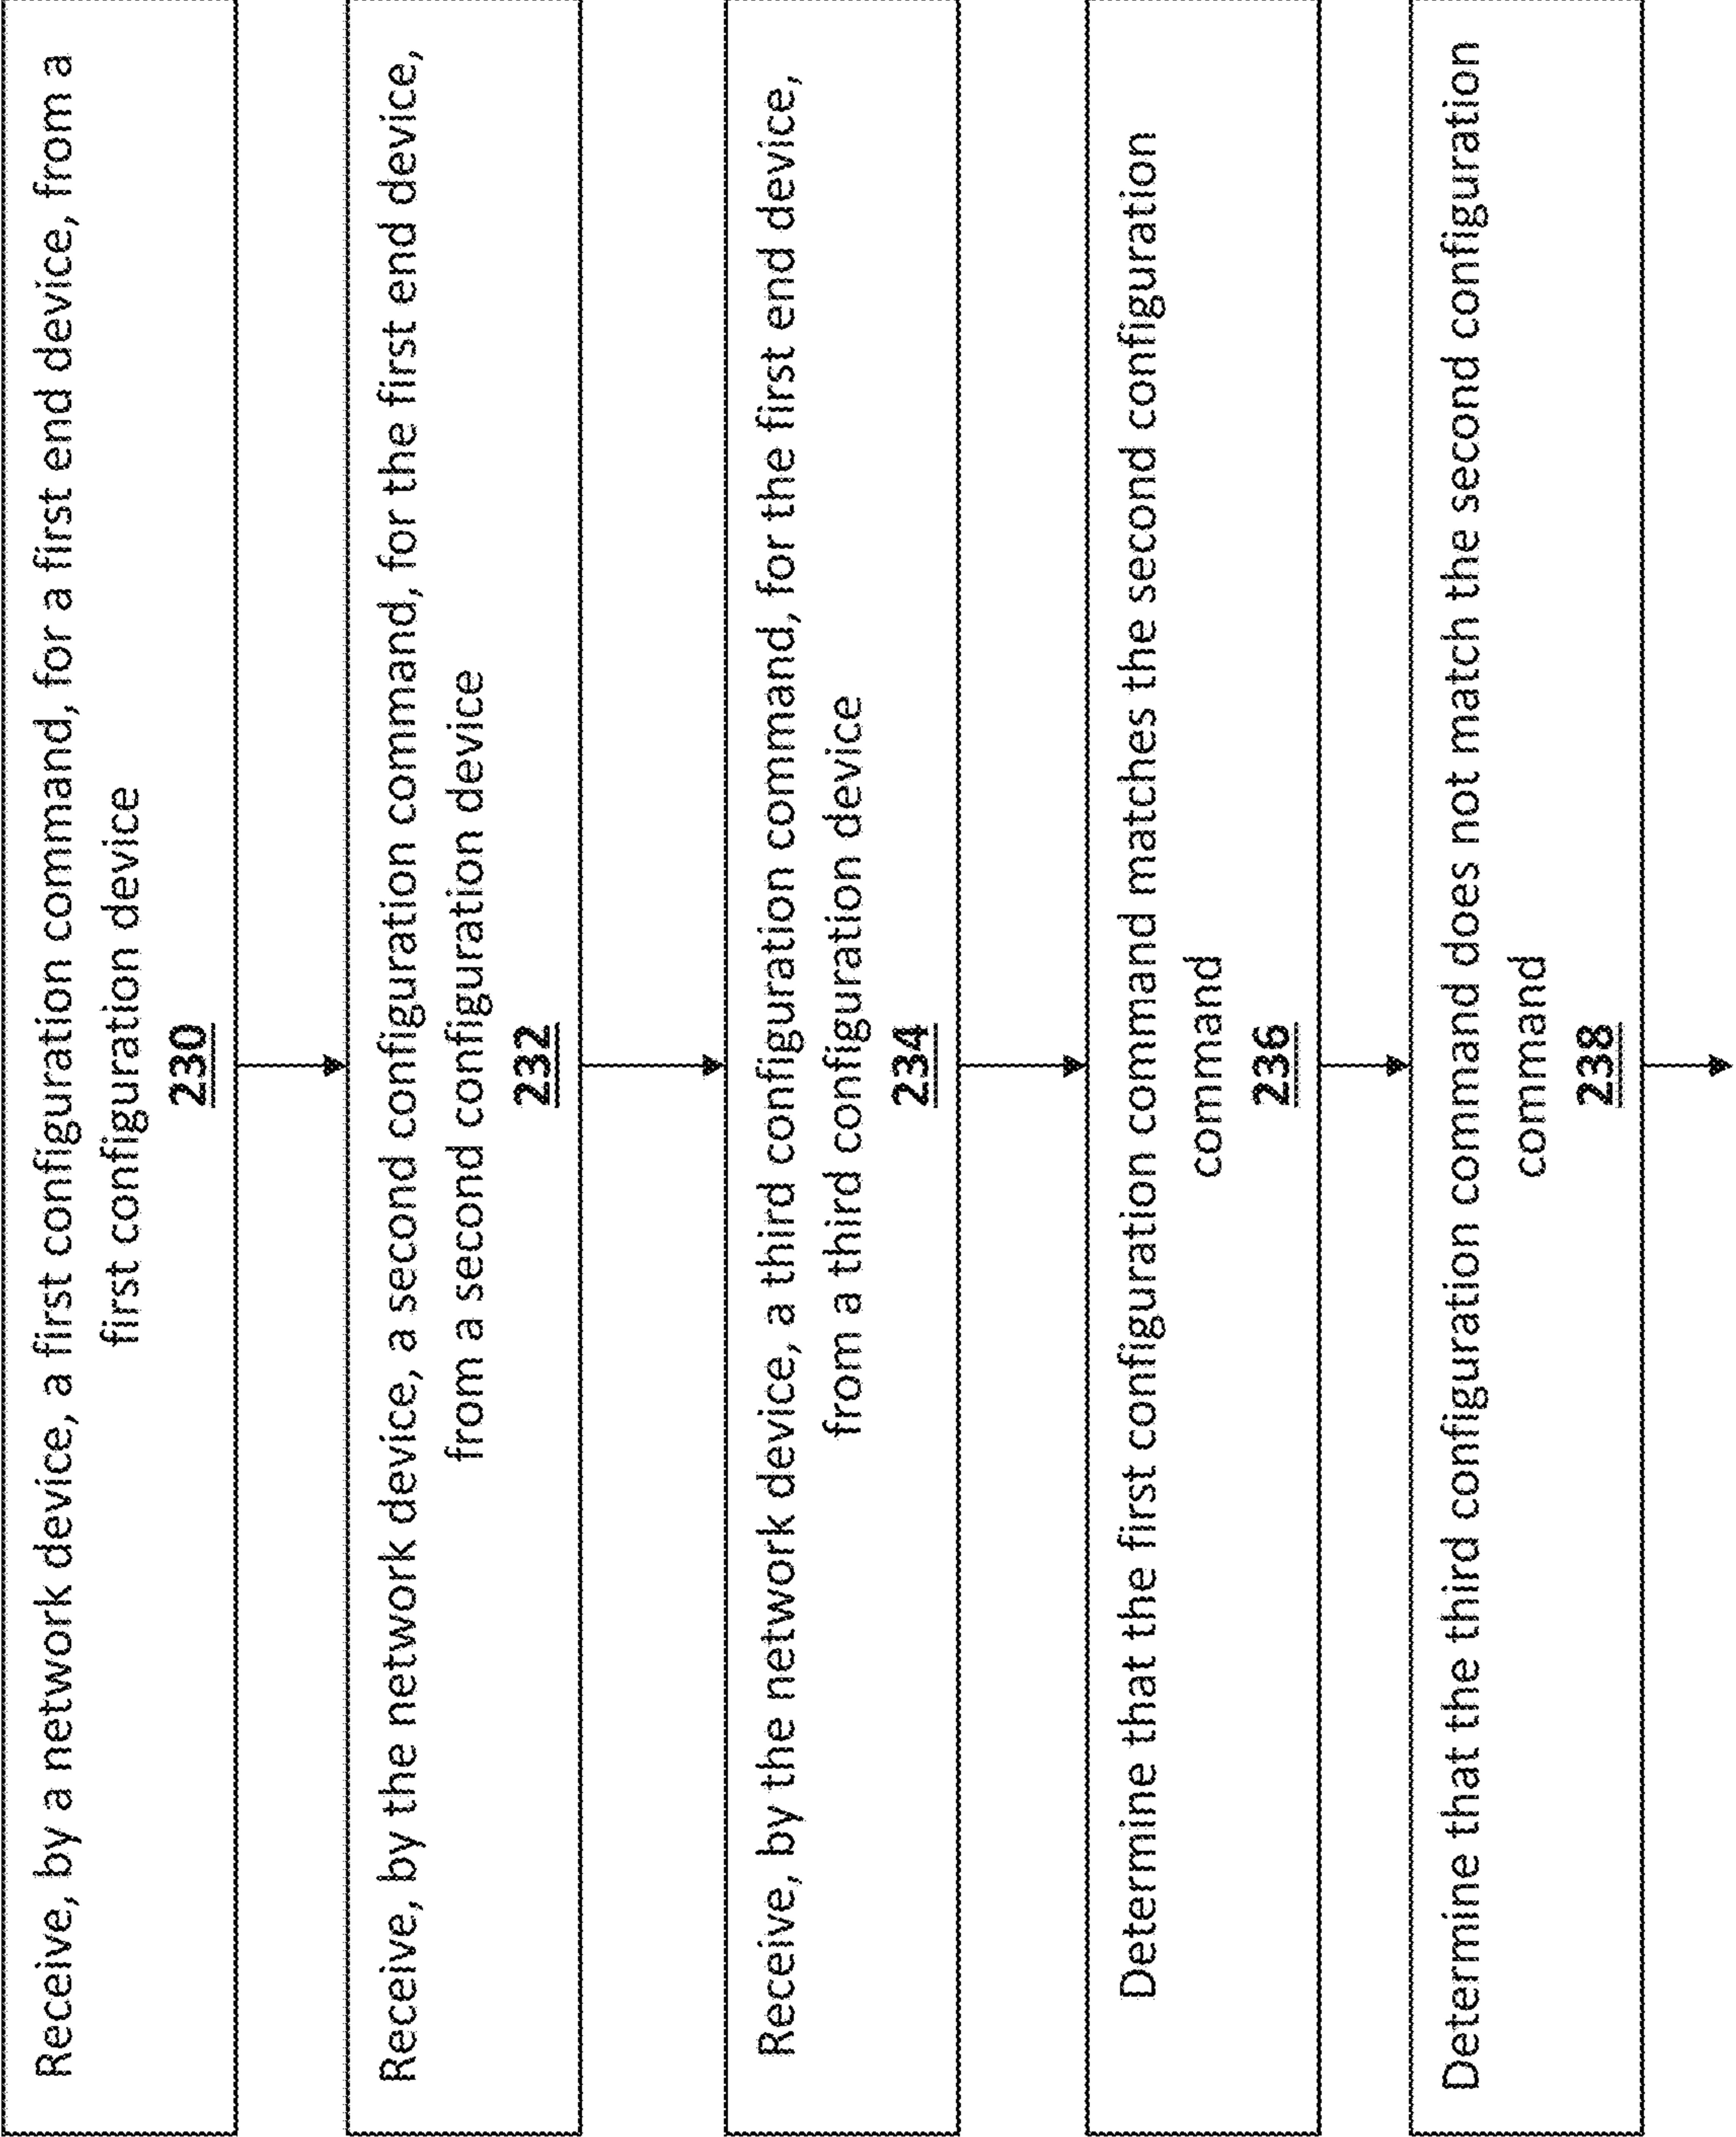 Receive, by a network device, a first configuration command, for a first end device, from a
first configuration device
230
Receive, by the network device, a second configuration command, for the first end device,
from a second configuration device
232
Receive, by the network device, a third configuration command, for the first end device,
from a third configuration device
234
Determine that the first configuration command matches the second configuration
command
236
Determine that the third configuration command does not match the second configuration
command
238